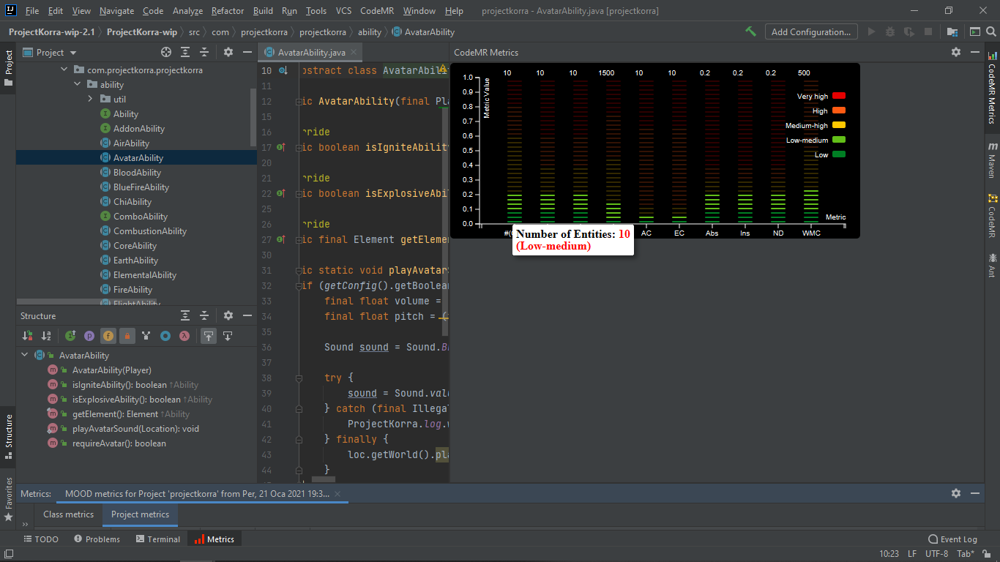 File Edit View Navigate Code Analyze Refactor Build Run Tools VCS CodeMR Window Help projectkorra - AvatarAbility.java [projectkorra]
ProjectKorra-wip-2.1 ProjectKorra-wip src com projectkorra projectkorra ability AvatarAbility Add Configuration...
Project
Project
com.projectkorra.projectkorra
ability
util
Ability
AddonAbility
AirAbility
AvatarAbility
BloodAbility
BlueFireAbility
ChiAbility
ComboAbility
CombustionAbility
CoreAbility
EarthAbility
ElementalAbility
FireAbility
FlightAbility
Structure
AvatarAbility
AvatarAbility(Player)
isIgniteAbility(): boolean ↑Ability
isExplosiveAbility(): boolean ↑Ability
getElement(): Element ↑Ability
playAvatarSound(Location): void
requireAvatar(): boolean
Structure
Favorites
AvatarAbility.java
10 bstract class AvatarAbili
11
12 ic AvatarAbility(final Pla
15
16 rride
17 ic boolean isIgniteAbility
20
21 rride
22 ic boolean isExplosiveAbil
25
26 rride
27 ic final Element getElemen
30
31 ic static void playAvatarS
32 if (getConfig().getBoolean
33 final float volume =
34 final float pitch = (
35
36 Sound sound = Sound.B
37
38 try {
39 sound = Sound.valu
40 } catch (final Illega
41 ProjectKorra.log.w
42 } finally {
43 loc.getWorld().pla
44 }
CodeMR Metrics
10 10 10 1500 10 10 0.2 0.2 0.2 500
Metric Value
1.0
0.9
0.8
0.7
0.6
0.5
0.4
0.3
0.2
0.1
0.0
Very high
High
Medium-high
Low-medium
Low
Metric
#( AC EC Abs Ins ND WMC
Number of Entities: 10
(Low-medium)
CodeMR Metrics
Maven
CodeMR
Ant
Metrics: MOOD metrics for Project 'projectkorra' from Per, 21 Oca 2021 19:3...
Class metrics Project metrics
TODO Problems Terminal Metrics Event Log
10:23 LF UTF-8 Tab*